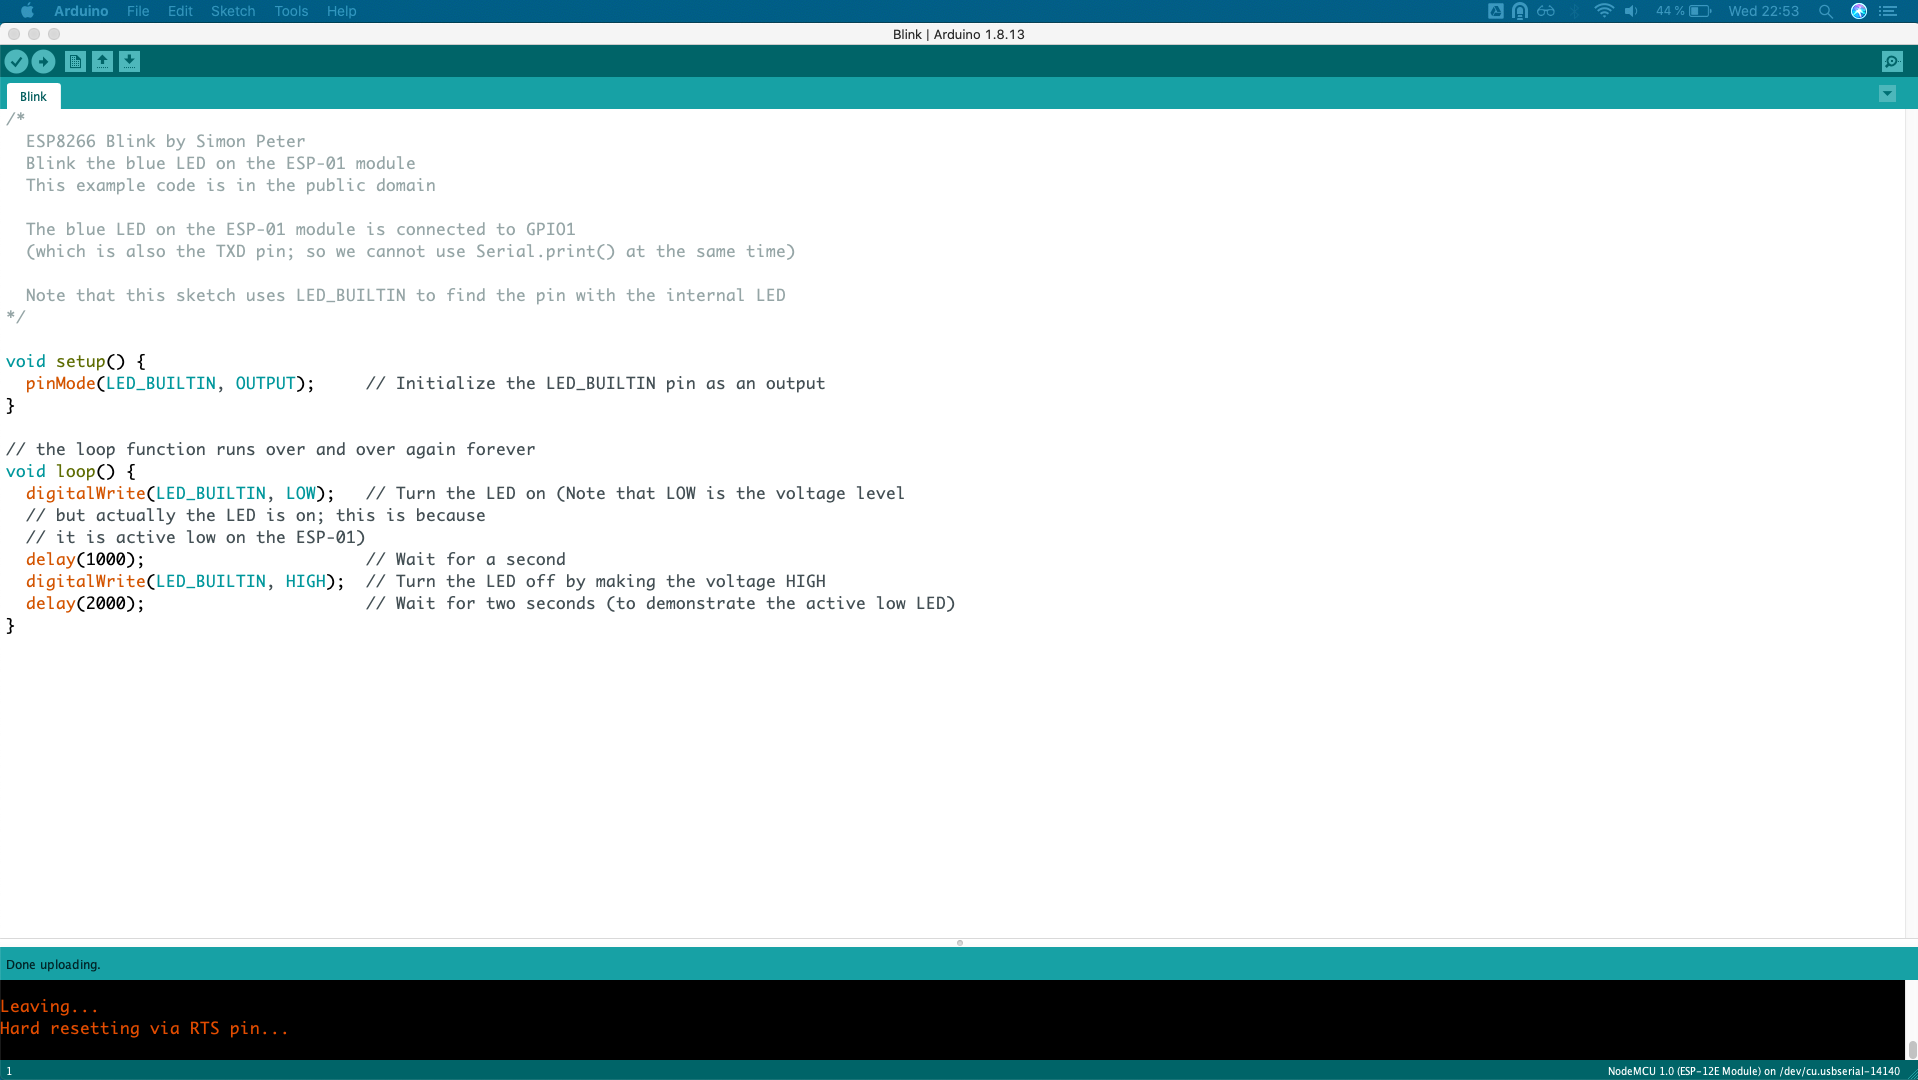 Arduino File Edit Sketch Tools Help 44 % Wed 22:53
Blink | Arduino 1.8.13
Blink
/*
  ESP8266 Blink by Simon Peter
  Blink the blue LED on the ESP-01 module
  This example code is in the public domain

  The blue LED on the ESP-01 module is connected to GPIO1
  (which is also the TXD pin; so we cannot use Serial.print() at the same time)

  Note that this sketch uses LED_BUILTIN to find the pin with the internal LED
*/

void setup() {
  pinMode(LED_BUILTIN, OUTPUT);     // Initialize the LED_BUILTIN pin as an output
}

// the loop function runs over and over again forever
void loop() {
  digitalWrite(LED_BUILTIN, LOW);   // Turn the LED on (Note that LOW is the voltage level
  // but actually the LED is on; this is because
  // it is active low on the ESP-01)
  delay(1000);                      // Wait for a second
  digitalWrite(LED_BUILTIN, HIGH);  // Turn the LED off by making the voltage HIGH
  delay(2000);                      // Wait for two seconds (to demonstrate the active low LED)
}
Done uploading.
Leaving...
Hard resetting via RTS pin...
1 NodeMCU 1.0 (ESP-12E Module) on /dev/cu.usbserial-14140